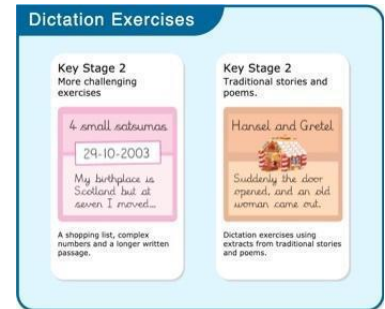 Dictation Exercises
Key Stage 2
More challenging
exercises
4 small satsumas
29-10-2003
My birthplace is
Scotland but at
seven I moved...
A shopping list, complex
numbers and a longer written
passage.
Key Stage 2
Traditional stories and
poems.
Hansel and Gretel
Suddenly the door
opened, and an old
woman came out.
Dictation exercises using
extracts from traditional stories
and poems.